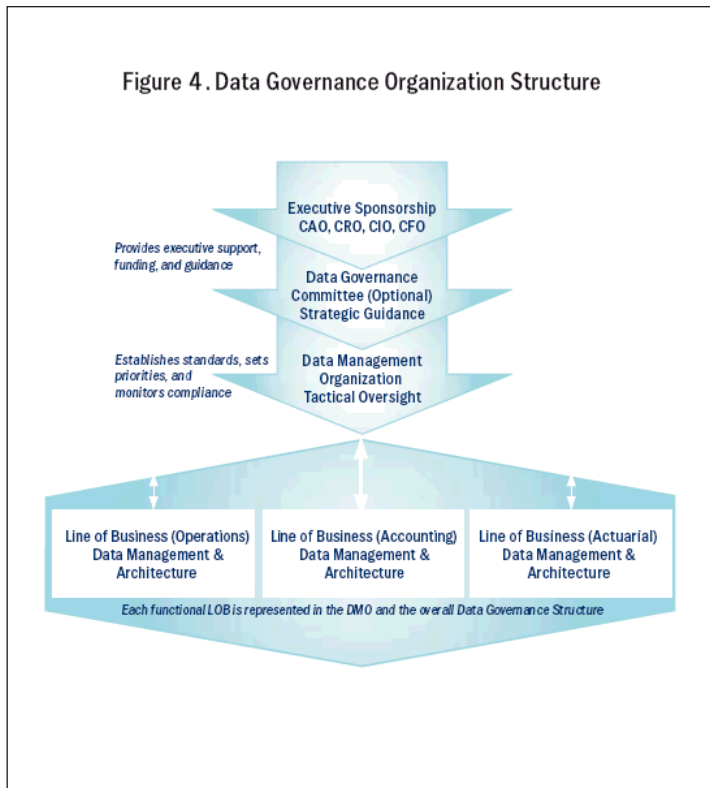 Figure 4. Data Governance Organization Structure
Executive Sponsorship
CAO, CRO, CIO, CFO
Provides executive support,
funding, and guidance
Data Governance
Committee (Optional)
Strategic Guidance
Establishes standards, sets
priorities, and
monitors compliance
Data Management
Organization
Tactical Oversight
Line of Business (Operations)
Data Management &
Architecture
Line of Business (Accounting)
Data Management &
Architecture
Line of Business (Actuarial)
Data Management &
Architecture
Each functional LOB is represented in the DMO and the overall Data Governance Structure